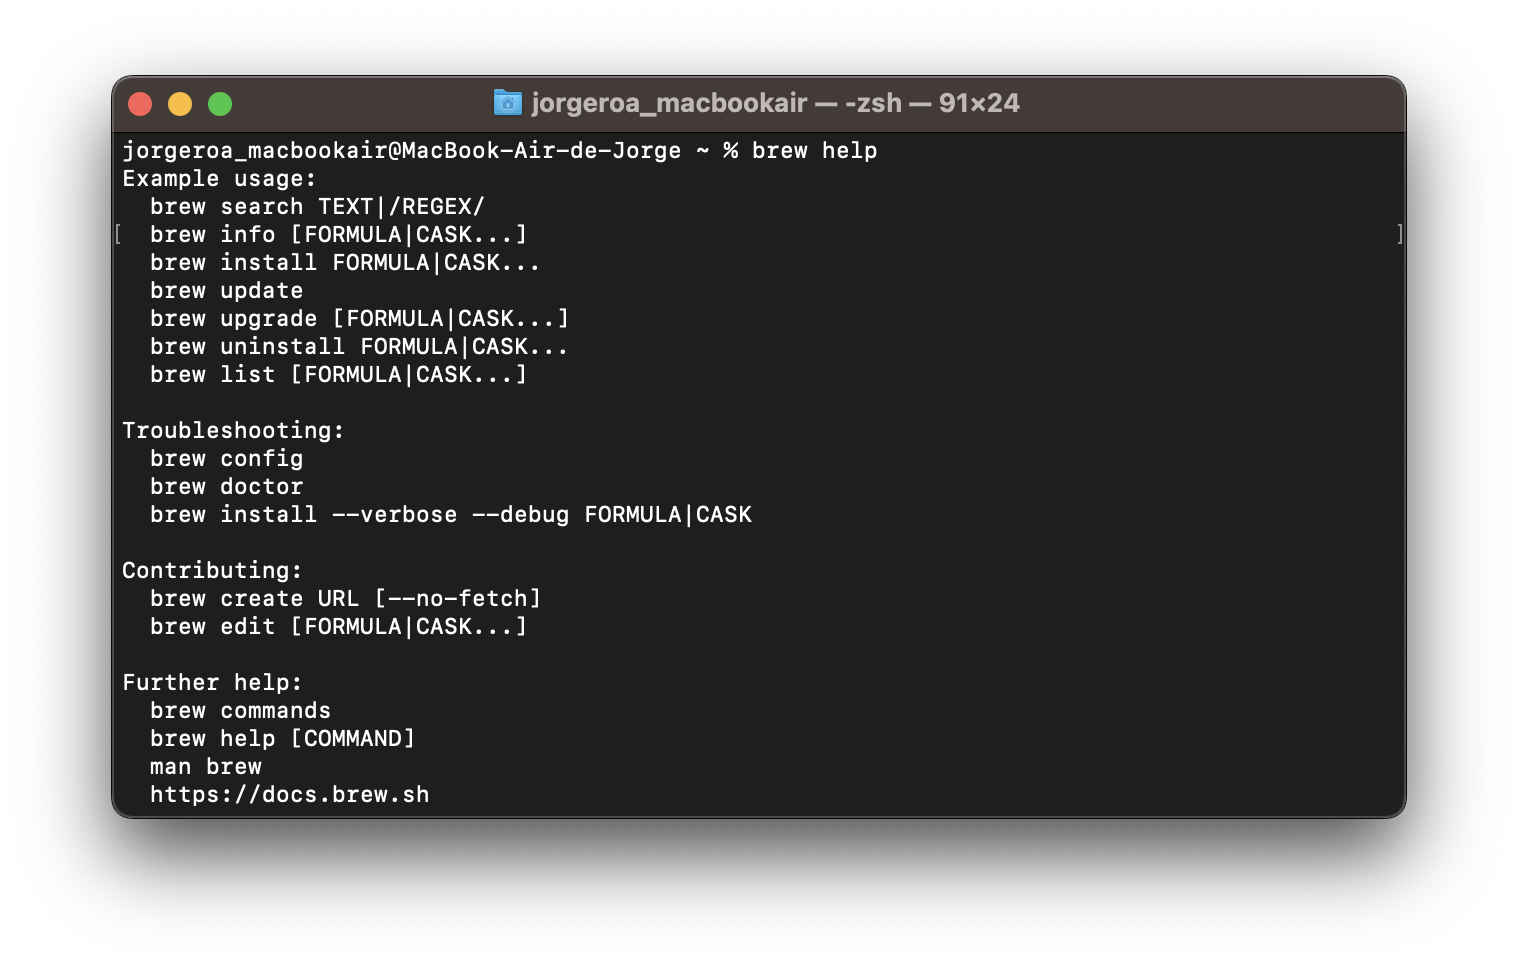 jorgeroa_macbookair — -zsh — 91×24
jorgeroa_macbookair@MacBook-Air-de-Jorge ~ % brew help
Example usage:
  brew search TEXT|/REGEX/
[  brew info [FORMULA|CASK...]  ]
  brew install FORMULA|CASK...
  brew update
  brew upgrade [FORMULA|CASK...]
  brew uninstall FORMULA|CASK...
  brew list [FORMULA|CASK...]

Troubleshooting:
  brew config
  brew doctor
  brew install --verbose --debug FORMULA|CASK

Contributing:
  brew create URL [--no-fetch]
  brew edit [FORMULA|CASK...]

Further help:
  brew commands
  brew help [COMMAND]
  man brew
  https://docs.brew.sh